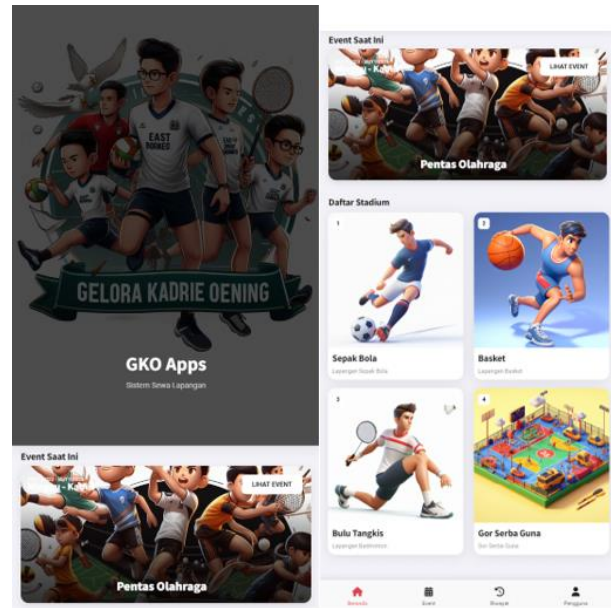 EAST
BORNEO
GELORA KADRIE OENING
GKO Apps
Sistem Sewa Lapangan
Event Saat Ini
LIHAT EVENT
Pentas Olahraga
Event Saat Ini
LIHAT EVENT
Pentas Olahraga
Daftar Stadium
1
Sepak Bola
Lapangan Sepak Bola
2
Basket
Lapangan Basket
3
Bulu Tangkis
Lapangan Badminton
4
Gor Serba Guna
Gor Serba Guna
Beranda
Event
Riwayat
Pengguna